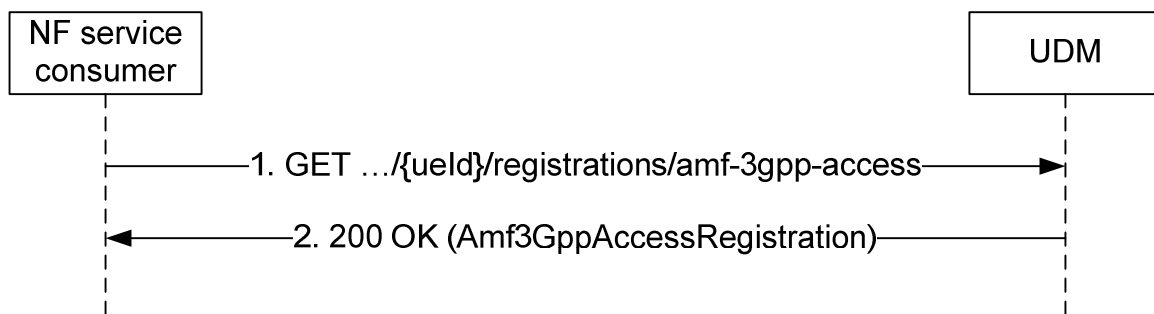 NF service
consumer
UDM
1. GET …/{ueId}/registrations/amf-3gpp-access
2. 200 OK (Amf3GppAccessRegistration)